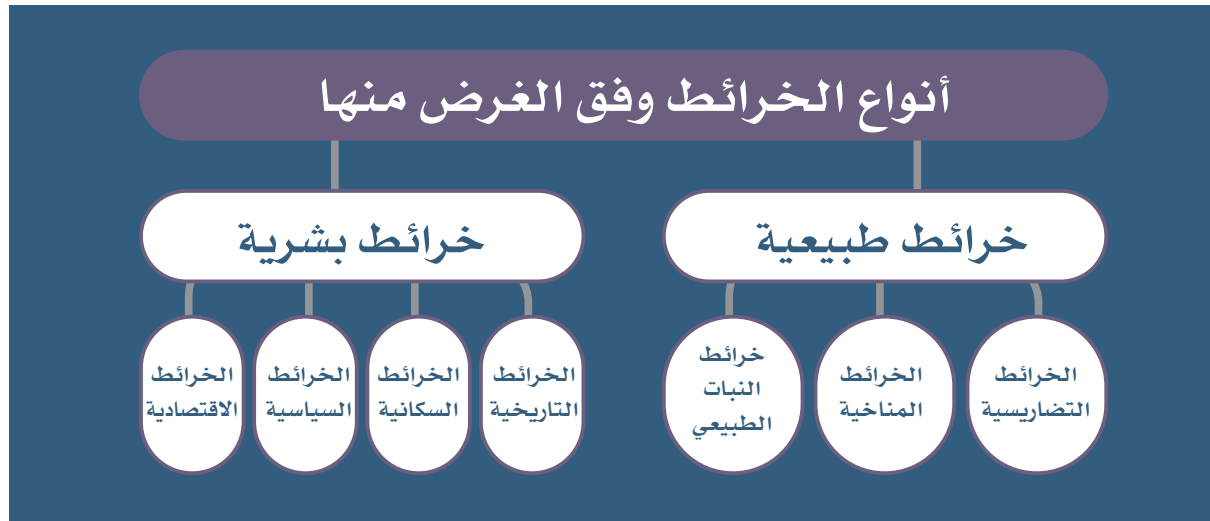 أنواع الخرائط وفق الغرض منها
خرائط طبيعية
خرائط بشرية
الخرائط
التضاريسية
الخرائط
المناخية
خرائط
النبات
الطبيعي
الخرائط
التاريخية
الخرائط
السكانية
الخرائط
السياسية
الخرائط
الاقتصادية